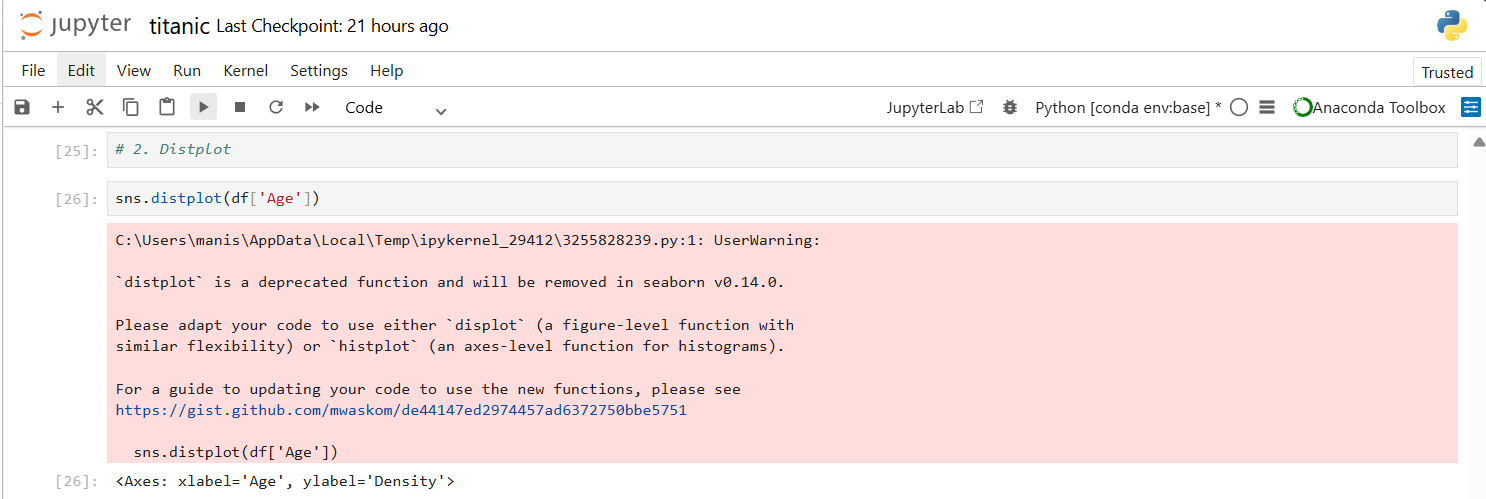 jupyter titanic Last Checkpoint: 21 hours ago
File Edit View Run Kernel Settings Help Trusted
Code JupyterLab Python [conda env:base] * Anaconda Toolbox
[25]: # 2. Distplot
[26]: sns.distplot(df['Age'])
C:\Users\manis\AppData\Local\Temp\ipykernel_29412\3255828239.py:1: UserWarning:
`distplot` is a deprecated function and will be removed in seaborn v0.14.0.
Please adapt your code to use either `displot` (a figure-level function with
similar flexibility) or `histplot` (an axes-level function for histograms).
For a guide to updating your code to use the new functions, please see
https://gist.github.com/mwaskom/de44147ed2974457ad6372750bbe5751
sns.distplot(df['Age'])
[26]: <Axes: xlabel='Age', ylabel='Density'>